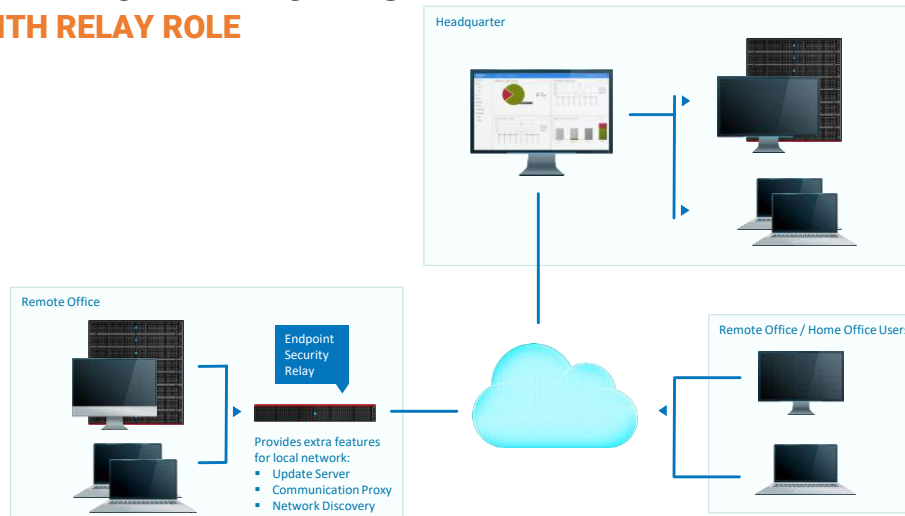 ITH RELAY ROLE
Headquarter
Remote Office
Endpoint
Security
Relay
Provides extra features
for local network:
▪ Update Server
▪ Communication Proxy
▪ Network Discovery
Remote Office / Home Office Users